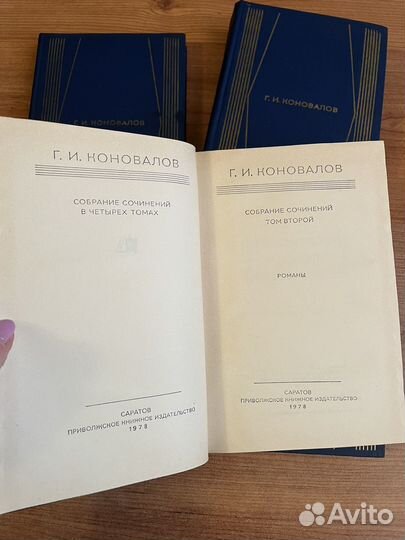 Г. И. КОНОВАЛОВ
Г. И. КОНОВАЛОВ
Г. И. КОНОВАЛОВ
СОБРАНИЕ СОЧИНЕНИЙ
В ЧЕТЫРЕХ ТОМАХ
САРАТОВ
ПРИВОЛЖСКОЕ КНИЖНОЕ ИЗДАТЕЛЬСТВО
1978
Г. И. КОНОВАЛОВ
СОБРАНИЕ СОЧИНЕНИЙ
ТОМ ВТОРОЙ
РОМАНЫ
САРАТОВ
ПРИВОЛЖСКОЕ КНИЖНОЕ ИЗДАТЕЛЬСТВО
1978
Avito